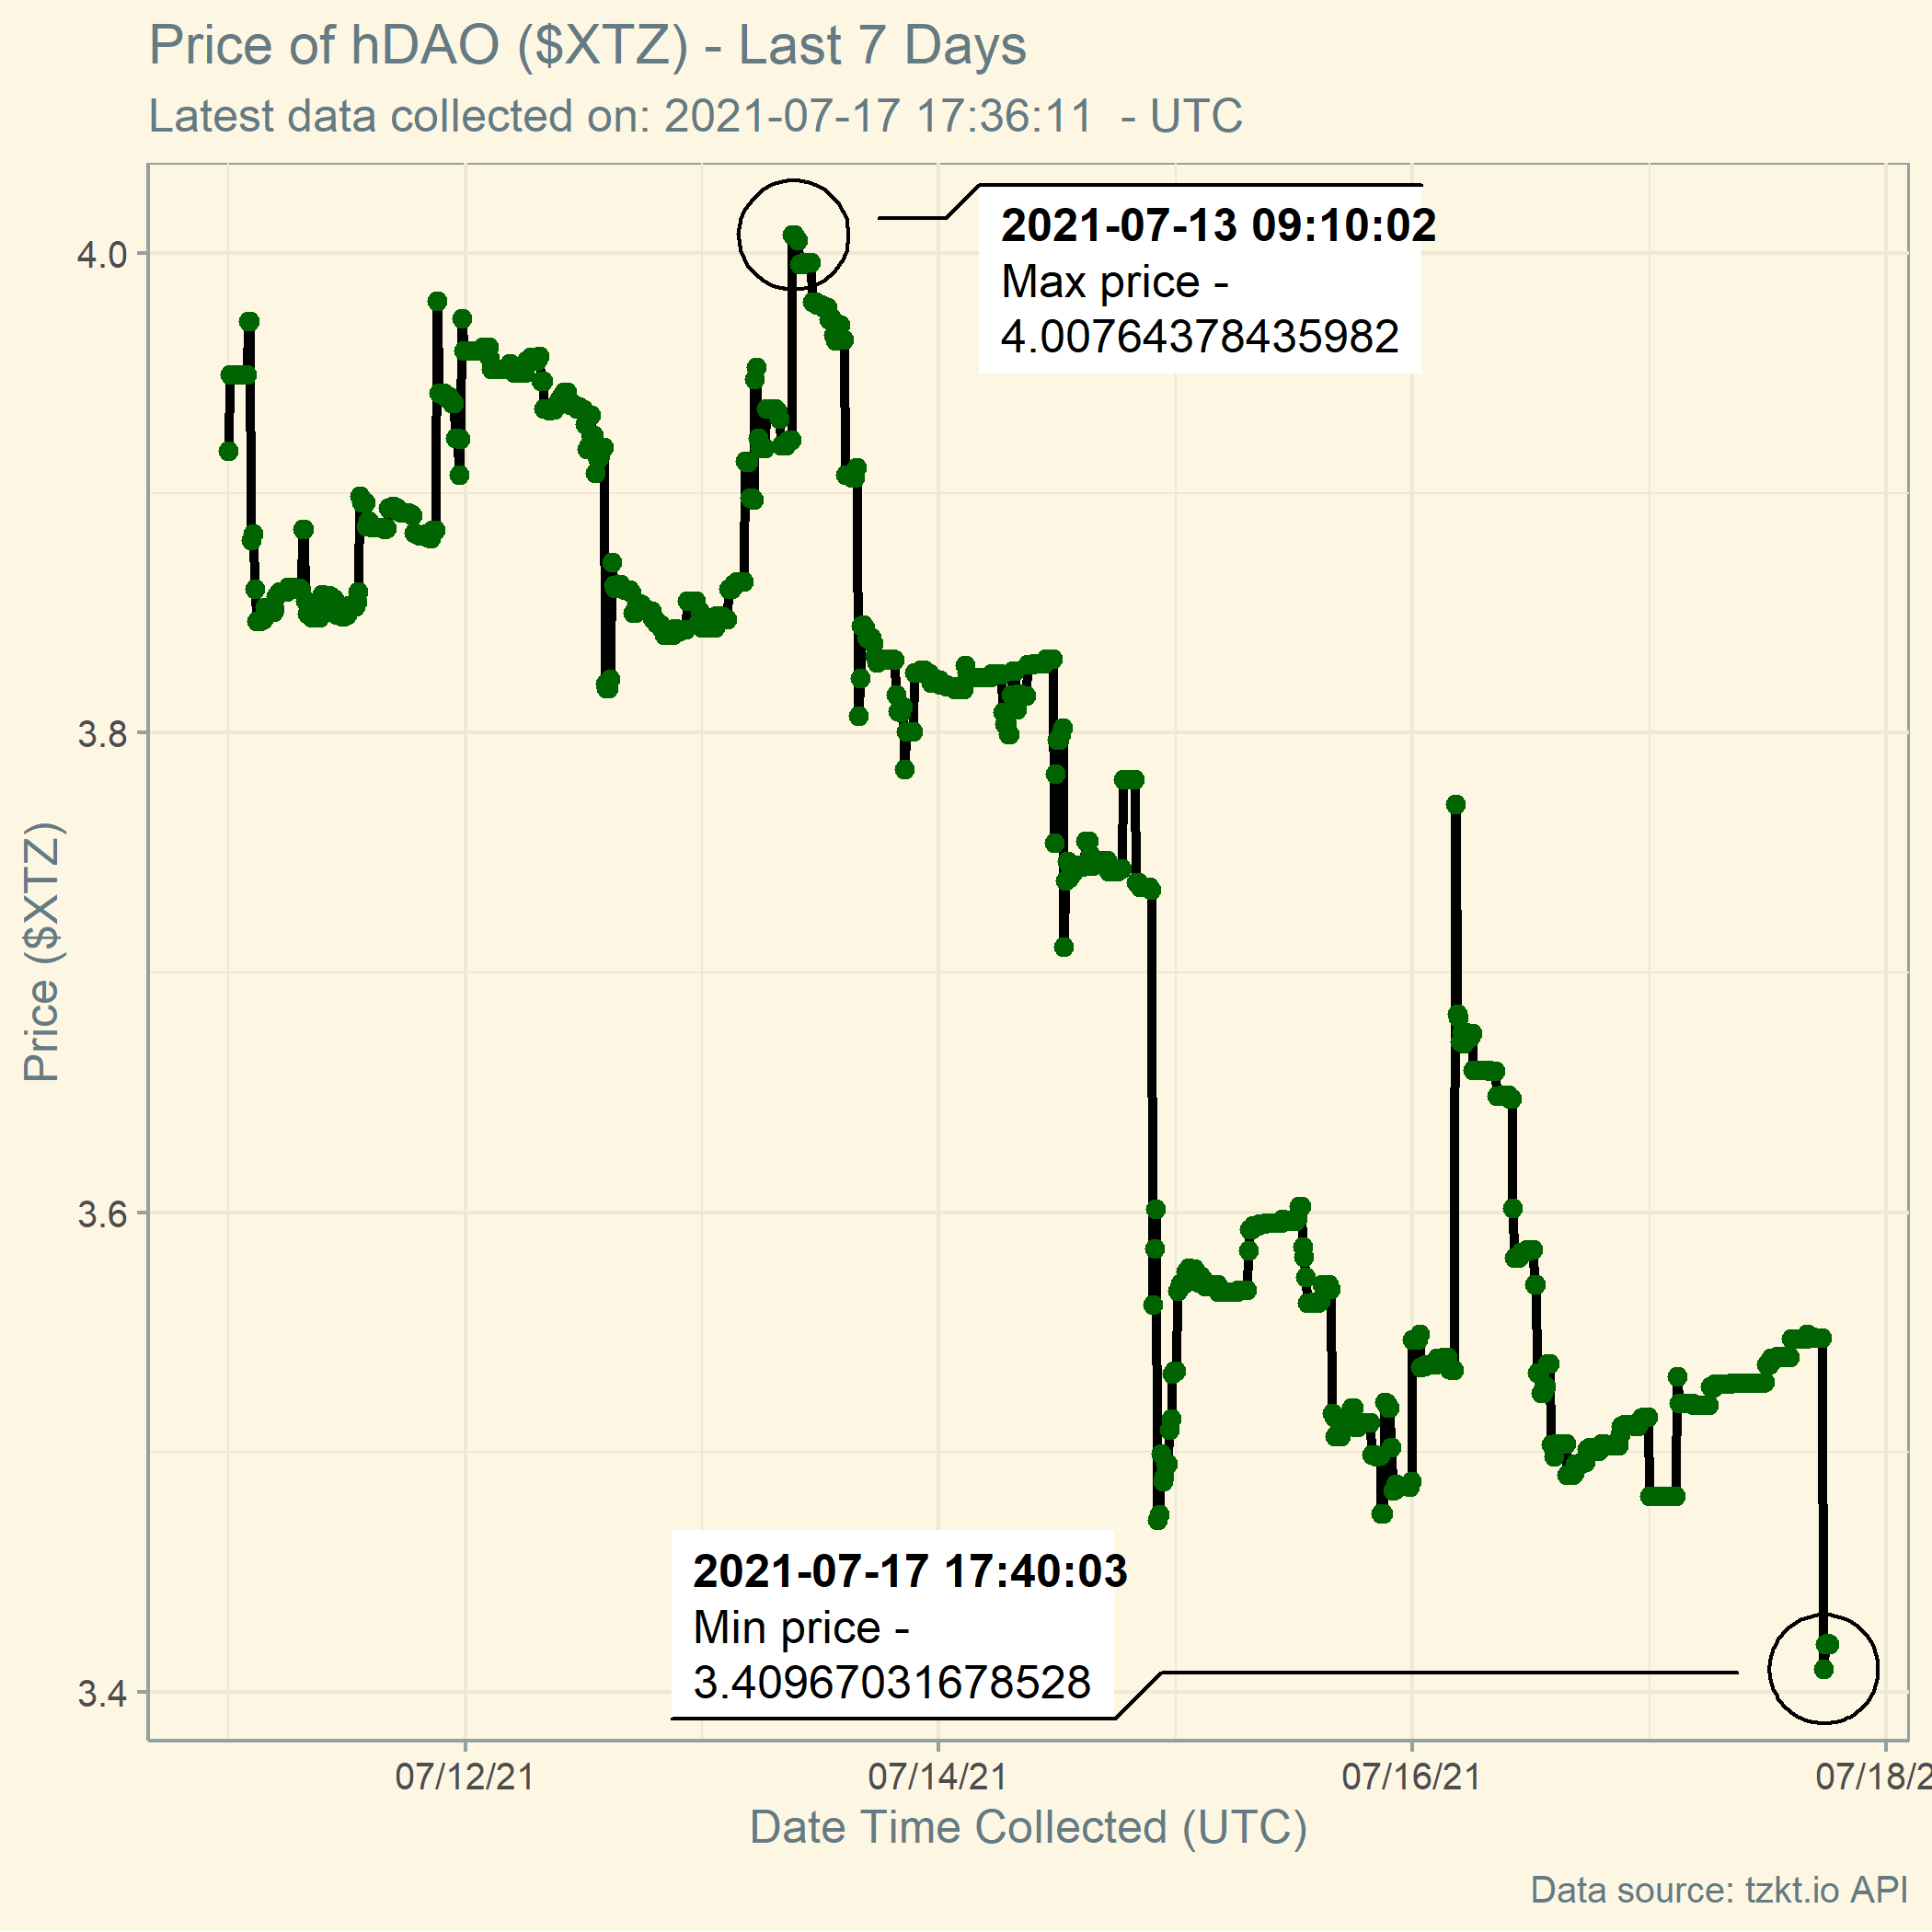 Price of hDAO ($XTZ) - Last 7 Days
Latest data collected on: 2021-07-17 17:36:11  - UTC
2021-07-13 09:10:02
Max price -
4.00764378435982
4.0
3.8
3.6
3.4
Price ($XTZ)
2021-07-17 17:40:03
Min price -
3.40967031678528
07/12/21
07/14/21
07/16/21
07/18/2
Date Time Collected (UTC)
Data source: tzkt.io API